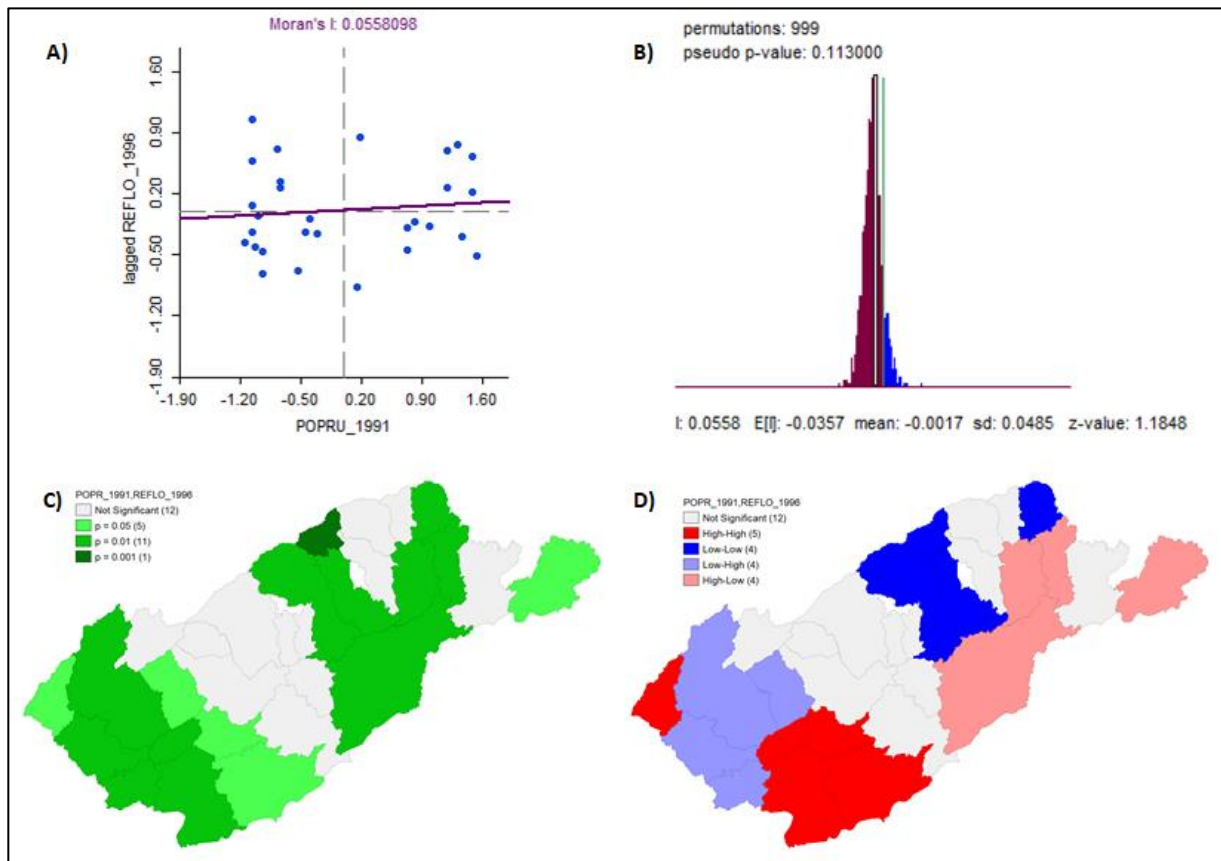 A)
Moran's I: 0.0558098
lagged REFLO_1996
1.60
0.90
0.20
-0.50
-1.20
-1.90
-1.90 -1.20 -0.50 0.20 0.90 1.60
POPRU_1991
B)
permutations: 999
pseudo p-value: 0.113000
I: 0.0558 E[I]: -0.0357 mean: -0.0017 sd: 0.0485 z-value: 1.1848
C)
POPR_1991,REFLO_1996
Not Significant (12)
p = 0.05 (5)
p = 0.01 (11)
p = 0.001 (1)
D)
POPR_1991,REFLO_1996
Not Significant (12)
High-High (5)
Low-Low (4)
Low-High (4)
High-Low (4)